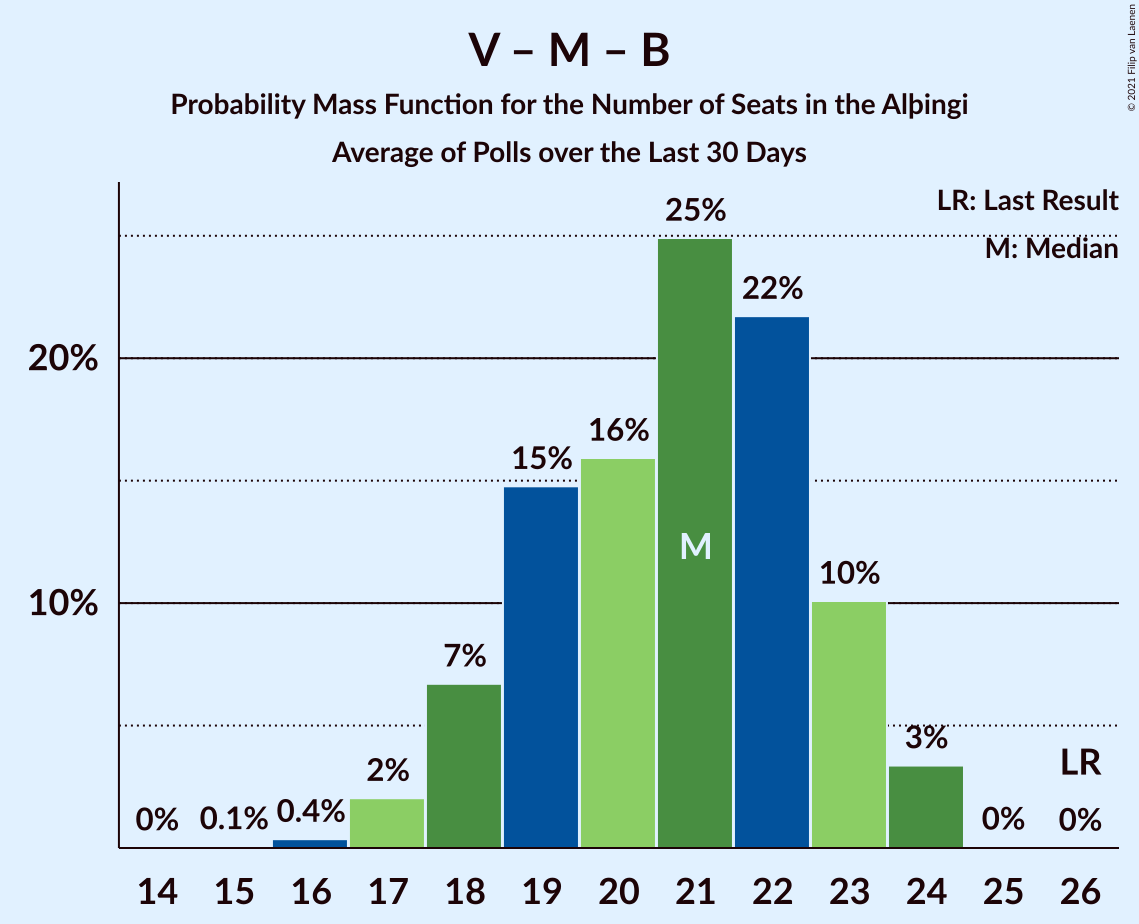 V – M – B
Probability Mass Function for the Number of Seats in the Alþingi
Average of Polls over the Last 30 Days
© 2021 Filip van Laenen
LR: Last Result
M: Median
25%
22%
20%
16%
15%
M
10%
10%
7%
3%
2%
LR
0%
0.1%
0.4%
0%
0%
14 15 16 17 18 19 20 21 22 23 24 25 26